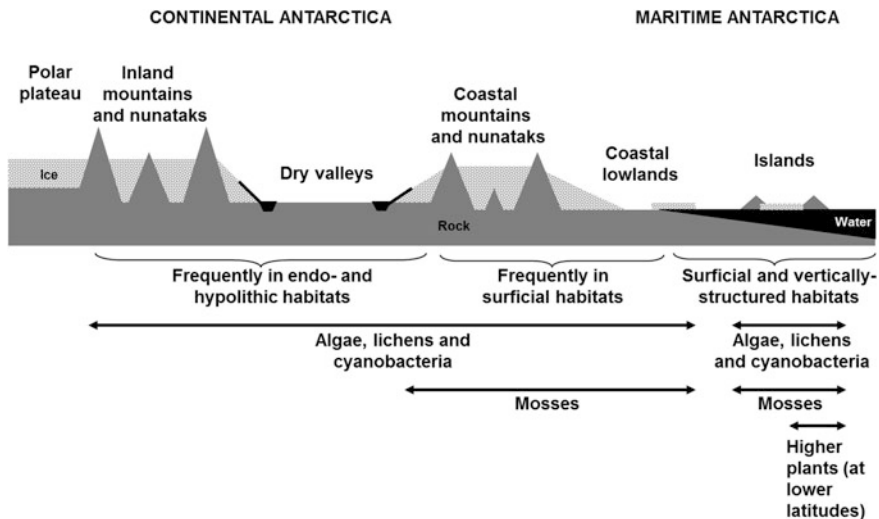 CONTINENTAL ANTARCTICA
MARITIME ANTARCTICA
Polar
plateau
Inland
mountains
and nunataks
Coastal
mountains
and nunataks
Dry valleys
Coastal
lowlands
Islands
Ice
Rock
Water
Frequently in endo- and
hypolithic habitats
Frequently in
surficial habitats
Surficial and vertically-
structured habitats
Algae, lichens and
cyanobacteria
Algae, lichens
and cyanobacteria
Mosses
Mosses
Higher
plants (at
lower
latitudes)